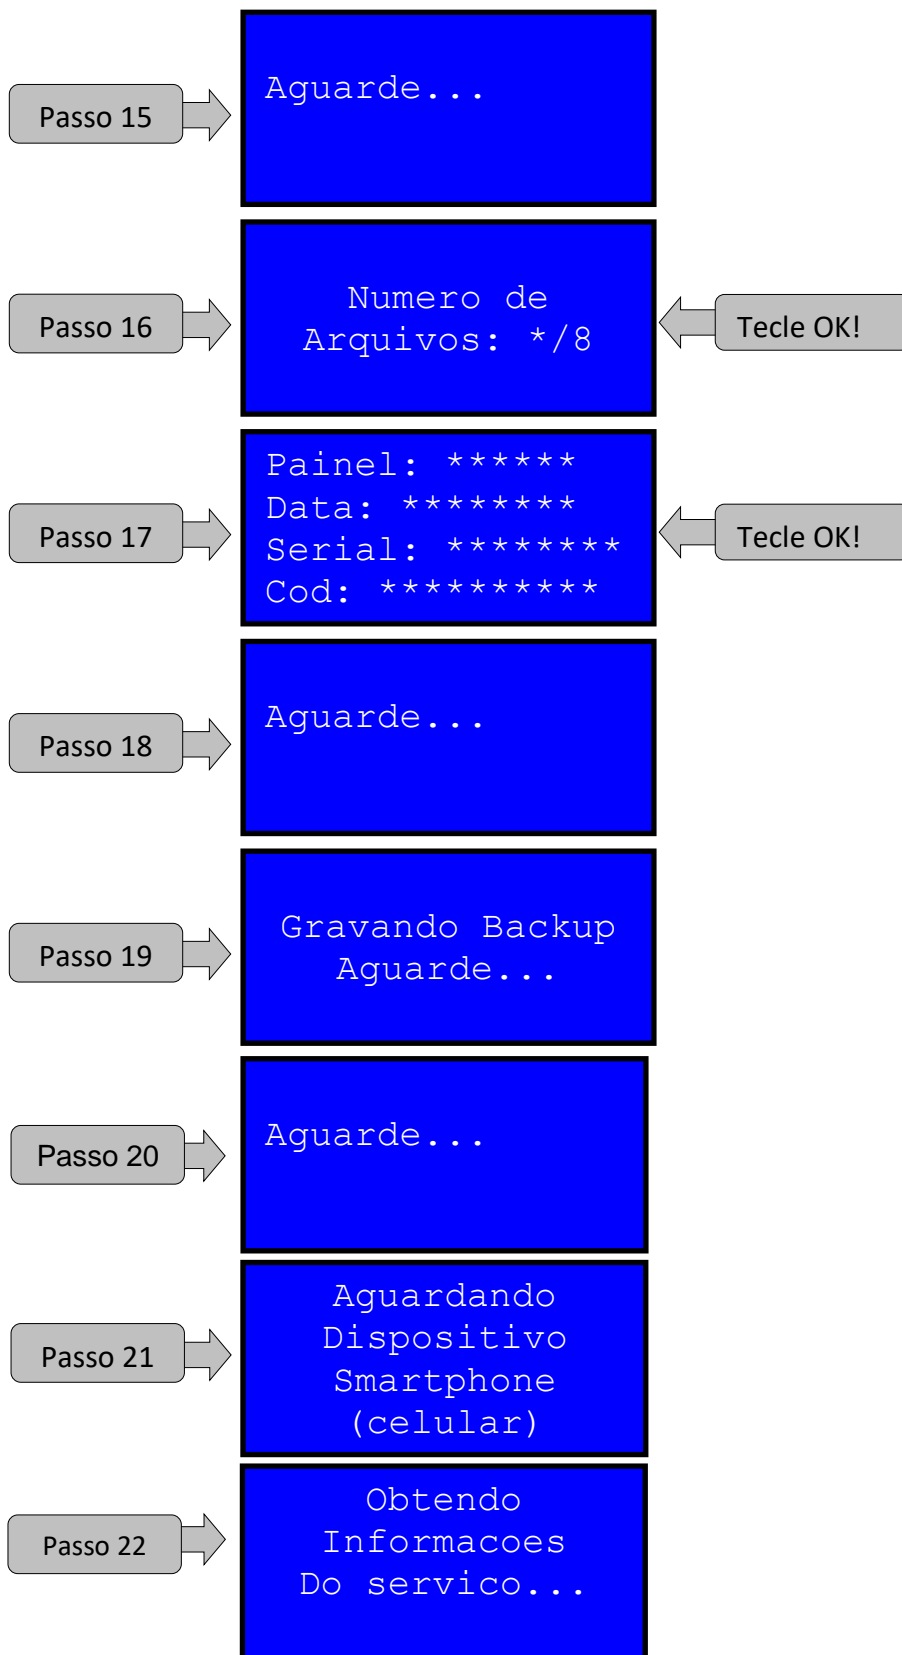 Passo 15
Aguarde...
Passo 16
Numero de
Arquivos: */8
Tecle OK!
Passo 17
Painel: ******
Data: ********
Serial: ********
Cod: **********
Tecle OK!
Passo 18
Aguarde...
Passo 19
Gravando Backup
Aguarde...
Passo 20
Aguarde...
Passo 21
Aguardando
Dispositivo
Smartphone
(celular)
Passo 22
Obtendo
Informacoes
Do servico...